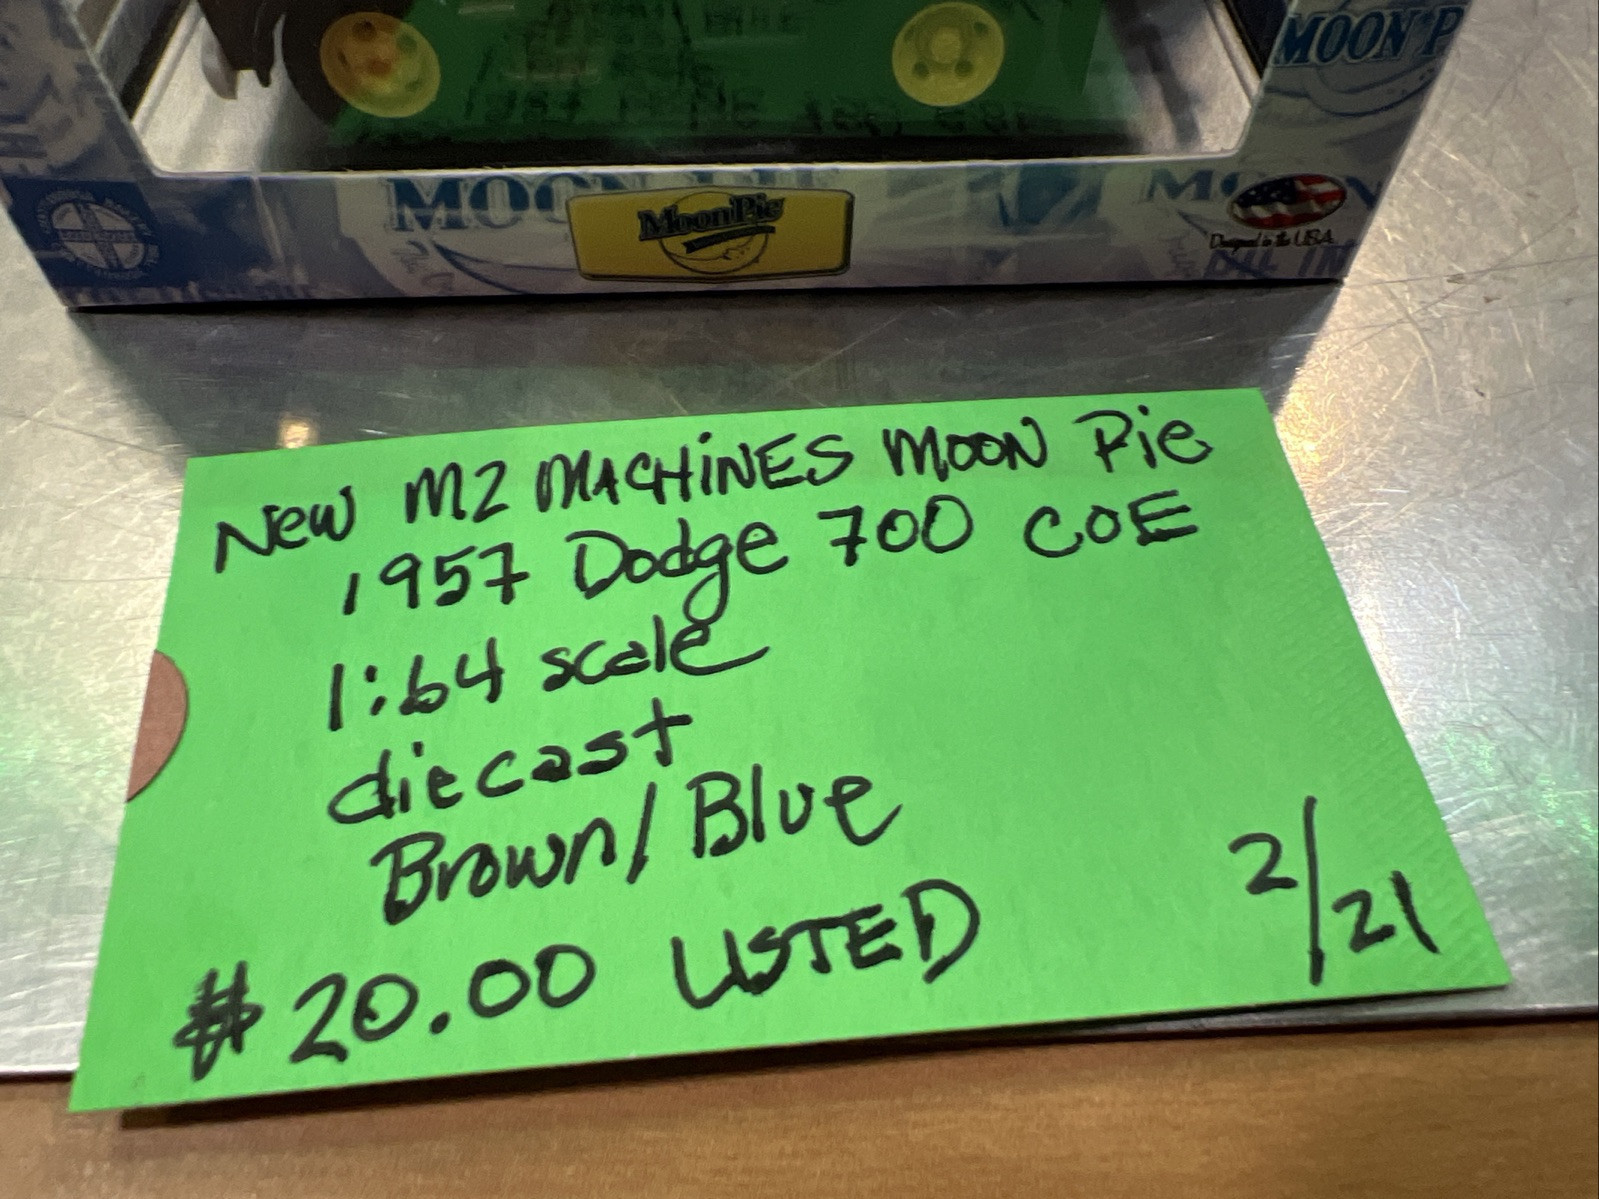 MOON P
MOON PIE
MoonPie
Designed in the USA
New M2 MACHiNES MOON Pie
1957 Dodge 700 COE
1:64 scale
diecast
Brown/Blue
$20.00 LISTED
2/21